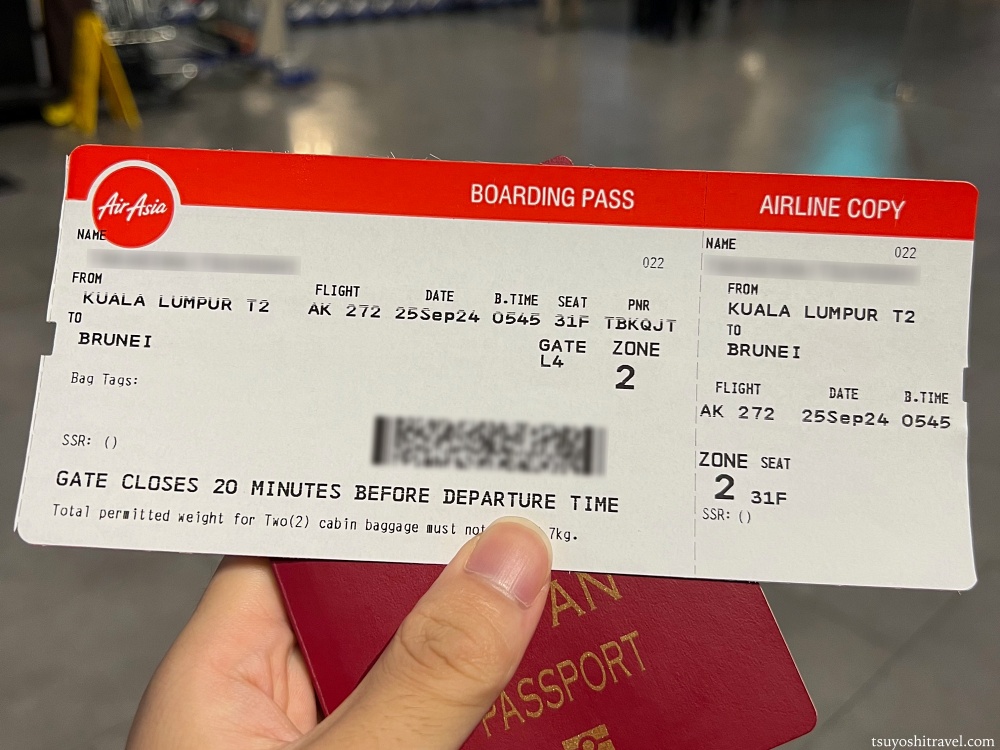 AirAsia
BOARDING PASS
NAME
022
FROM
KUALA LUMPUR T2
TO
BRUNEI
FLIGHT DATE B.TIME SEAT PNR
AK 272 25Sep24 0545 31F TBKQJT
GATE ZONE
L4 2
Bag Tags:
SSR: ()
GATE CLOSES 20 MINUTES BEFORE DEPARTURE TIME
Total permitted weight for Two(2) cabin baggage must not 7kg.
AIRLINE COPY
NAME
022
FROM
KUALA LUMPUR T2
TO
BRUNEI
FLIGHT DATE B.TIME
AK 272 25Sep24 0545
ZONE SEAT
2 31F
SSR: ()
PASSPORT
tsuyoshitravel.com